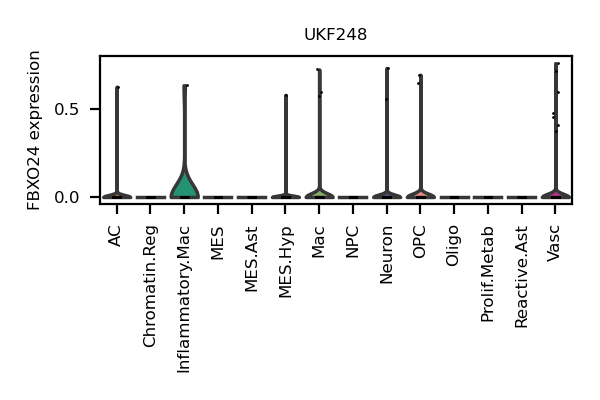 UKF248
FBXO24 expression
0.5
0.0
AC
Chromatin.Reg
Inflammatory.Mac
MES
MES.Ast
MES.Hyp
Mac
NPC
Neuron
OPC
Oligo
Prolif.Metab
Reactive.Ast
Vasc